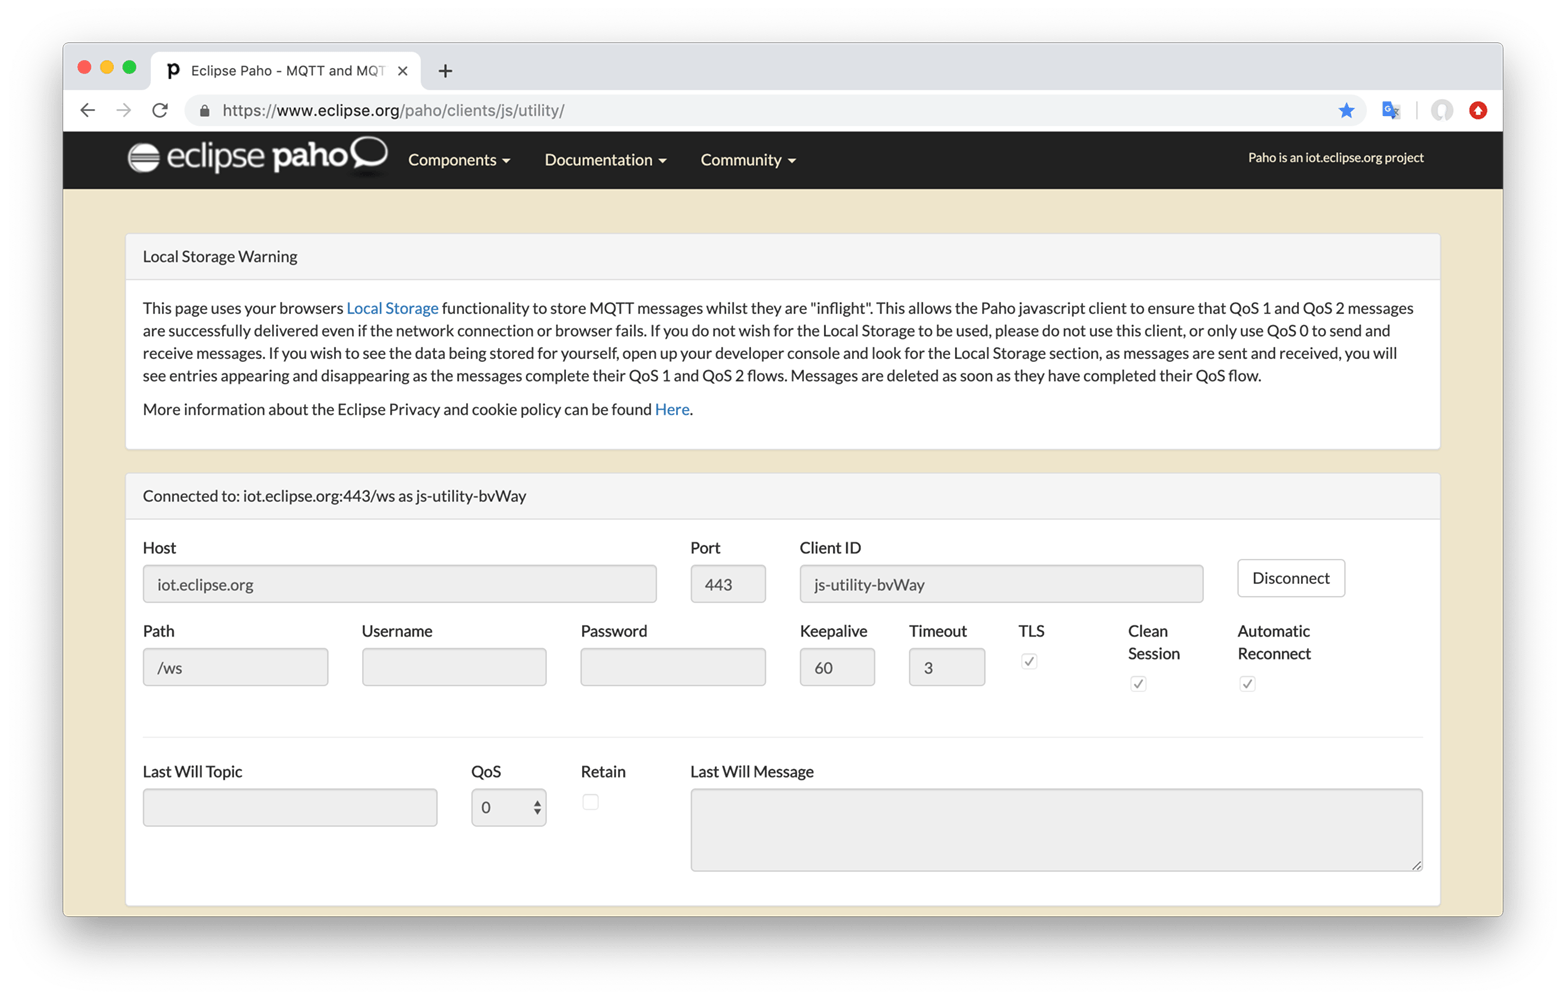 Eclipse Paho - MQTT and MQT
https://www.eclipse.org/paho/clients/js/utility/
eclipse paho Components Documentation Community Paho is an iot.eclipse.org project
Local Storage Warning
This page uses your browsers Local Storage functionality to store MQTT messages whilst they are "inflight". This allows the Paho javascript client to ensure that QoS 1 and QoS 2 messages
are successfully delivered even if the network connection or browser fails. If you do not wish for the Local Storage to be used, please do not use this client, or only use QoS 0 to send and
receive messages. If you wish to see the data being stored for yourself, open up your developer console and look for the Local Storage section, as messages are sent and received, you will
see entries appearing and disappearing as the messages complete their QoS 1 and QoS 2 flows. Messages are deleted as soon as they have completed their QoS flow.
More information about the Eclipse Privacy and cookie policy can be found Here.
Connected to: iot.eclipse.org:443/ws as js-utility-bvWay
Host Port Client ID
iot.eclipse.org 443 js-utility-bvWay Disconnect
Path Username Password Keepalive Timeout TLS Clean Session Automatic Reconnect
/ws 60 3
Last Will Topic QoS Retain Last Will Message
0